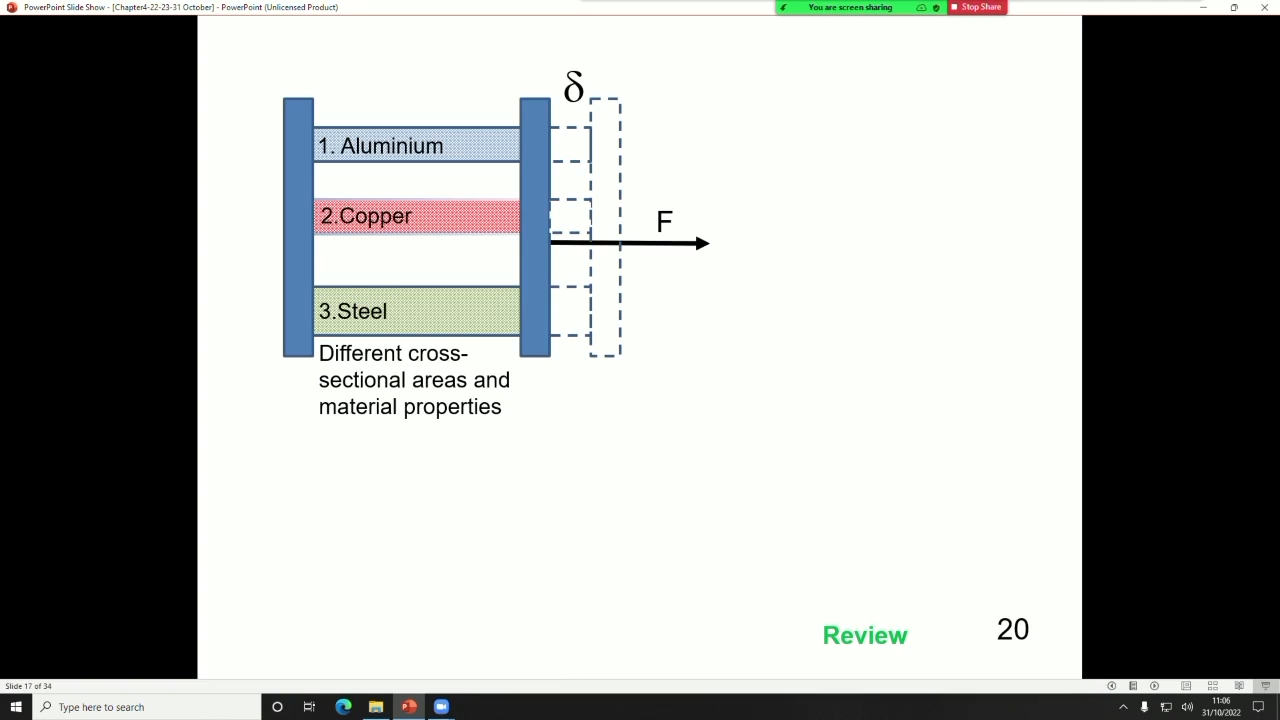 PowerPoint Slide Show - [Chapter4-22-23-31 October] - PowerPoint (Unlicensed Product)
You are screen sharing
Stop Share
δ
1. Aluminium
2.Copper
F
3.Steel
Different cross-
sectional areas and
material properties
Review
20
Slide 17 of 34
Type here to search
11:06
31/10/2022